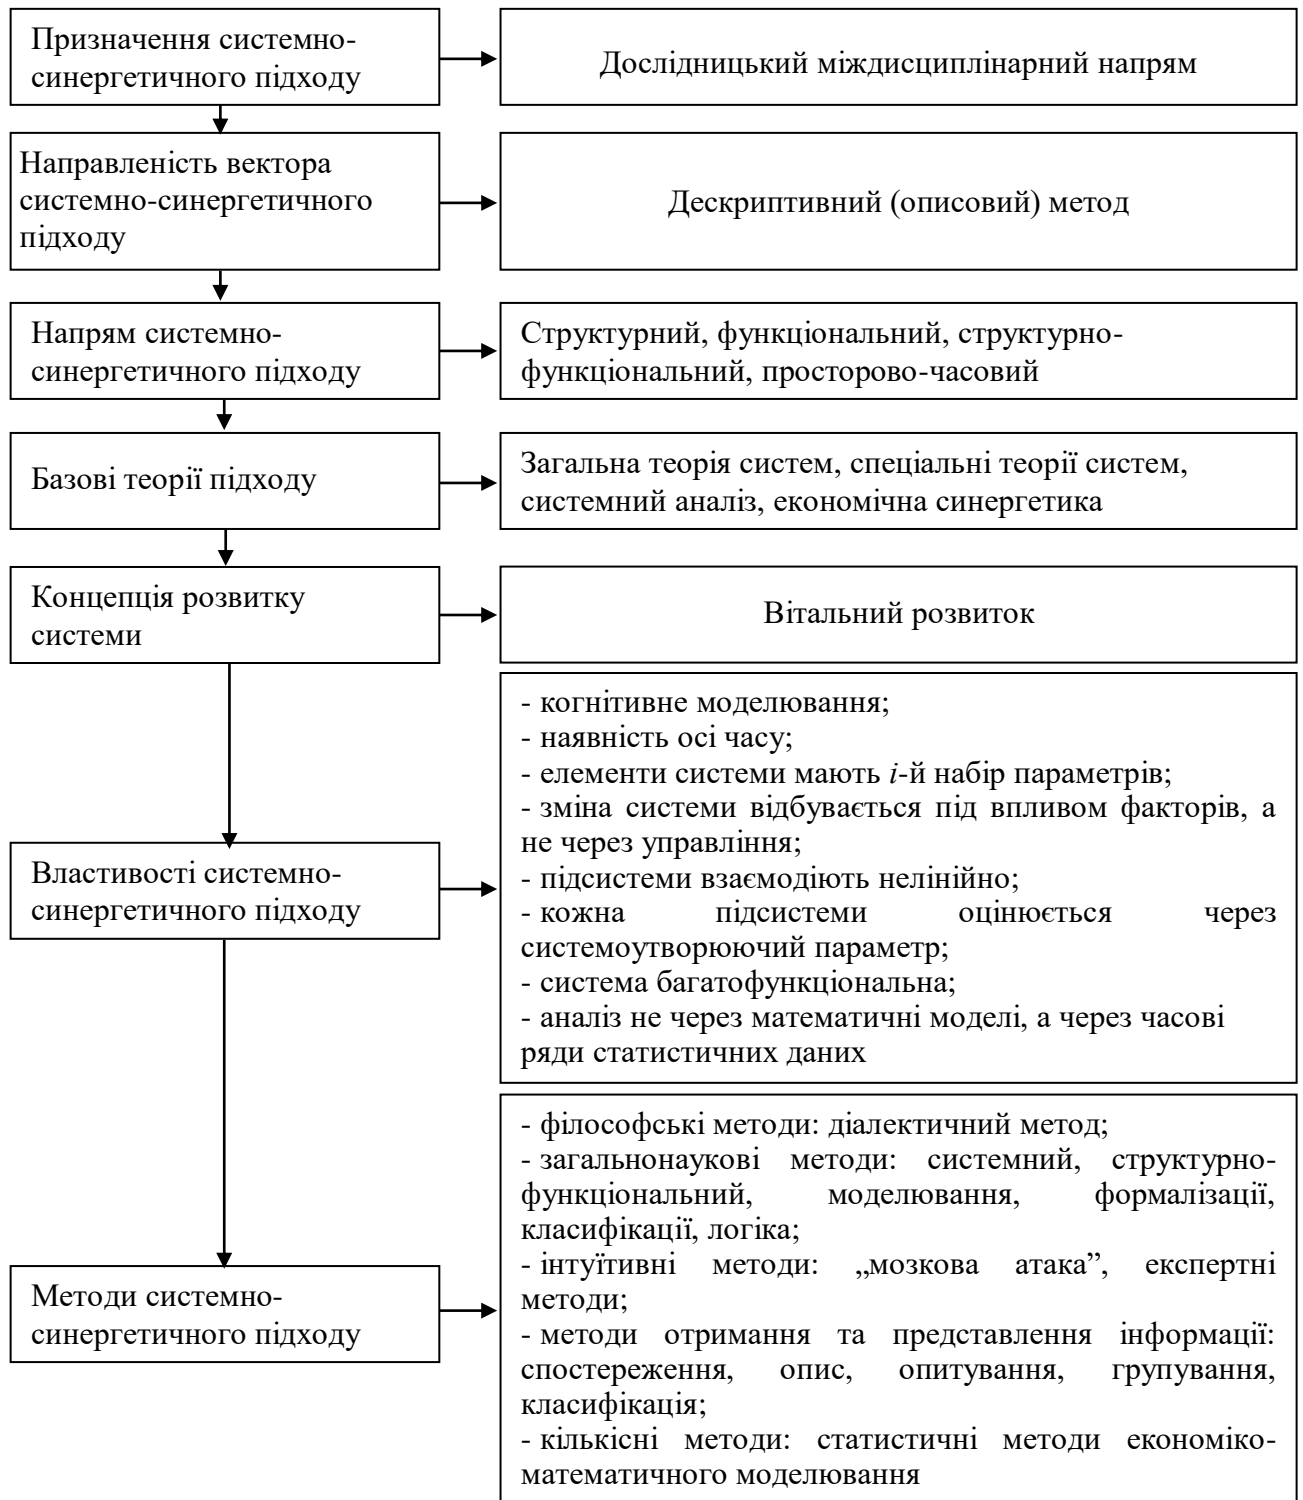 Призначення системно-
синергетичного підходу
Дослідницький міждисциплінарний напрям
Направленість вектора
системно-синергетичного
підходу
Дескриптивний (описовий) метод
Напрям системно-
синергетичного підходу
Структурний, функціональний, структурно-
функціональний, просторово-часовий
Базові теорії підходу
Загальна теорія систем, спеціальні теорії систем,
системний аналіз, економічна синергетика
Концепція розвитку
системи
Вітальний розвиток
Властивості системно-
синергетичного підходу
- когнітивне моделювання;
- наявність осі часу;
- елементи системи мають i-й набір параметрів;
- зміна системи відбувається під впливом факторів, а
не через управління;
- підсистеми взаємодіють нелінійно;
- кожна підсистеми оцінюється через
системоутворюючий параметр;
- система багатофункціональна;
- аналіз не через математичні моделі, а через часові
ряди статистичних даних
Методи системно-
синергетичного підходу
- філософські методи: діалектичний метод;
- загальнонаукові методи: системний, структурно-
функціональний, моделювання, формалізації,
класифікації, логіка;
- інтуїтивні методи: „мозкова атака”, експертні
методи;
- методи отримання та представлення інформації:
спостереження, опис, опитування, групування,
класифікація;
- кількісні методи: статистичні методи економіко-
математичного моделювання